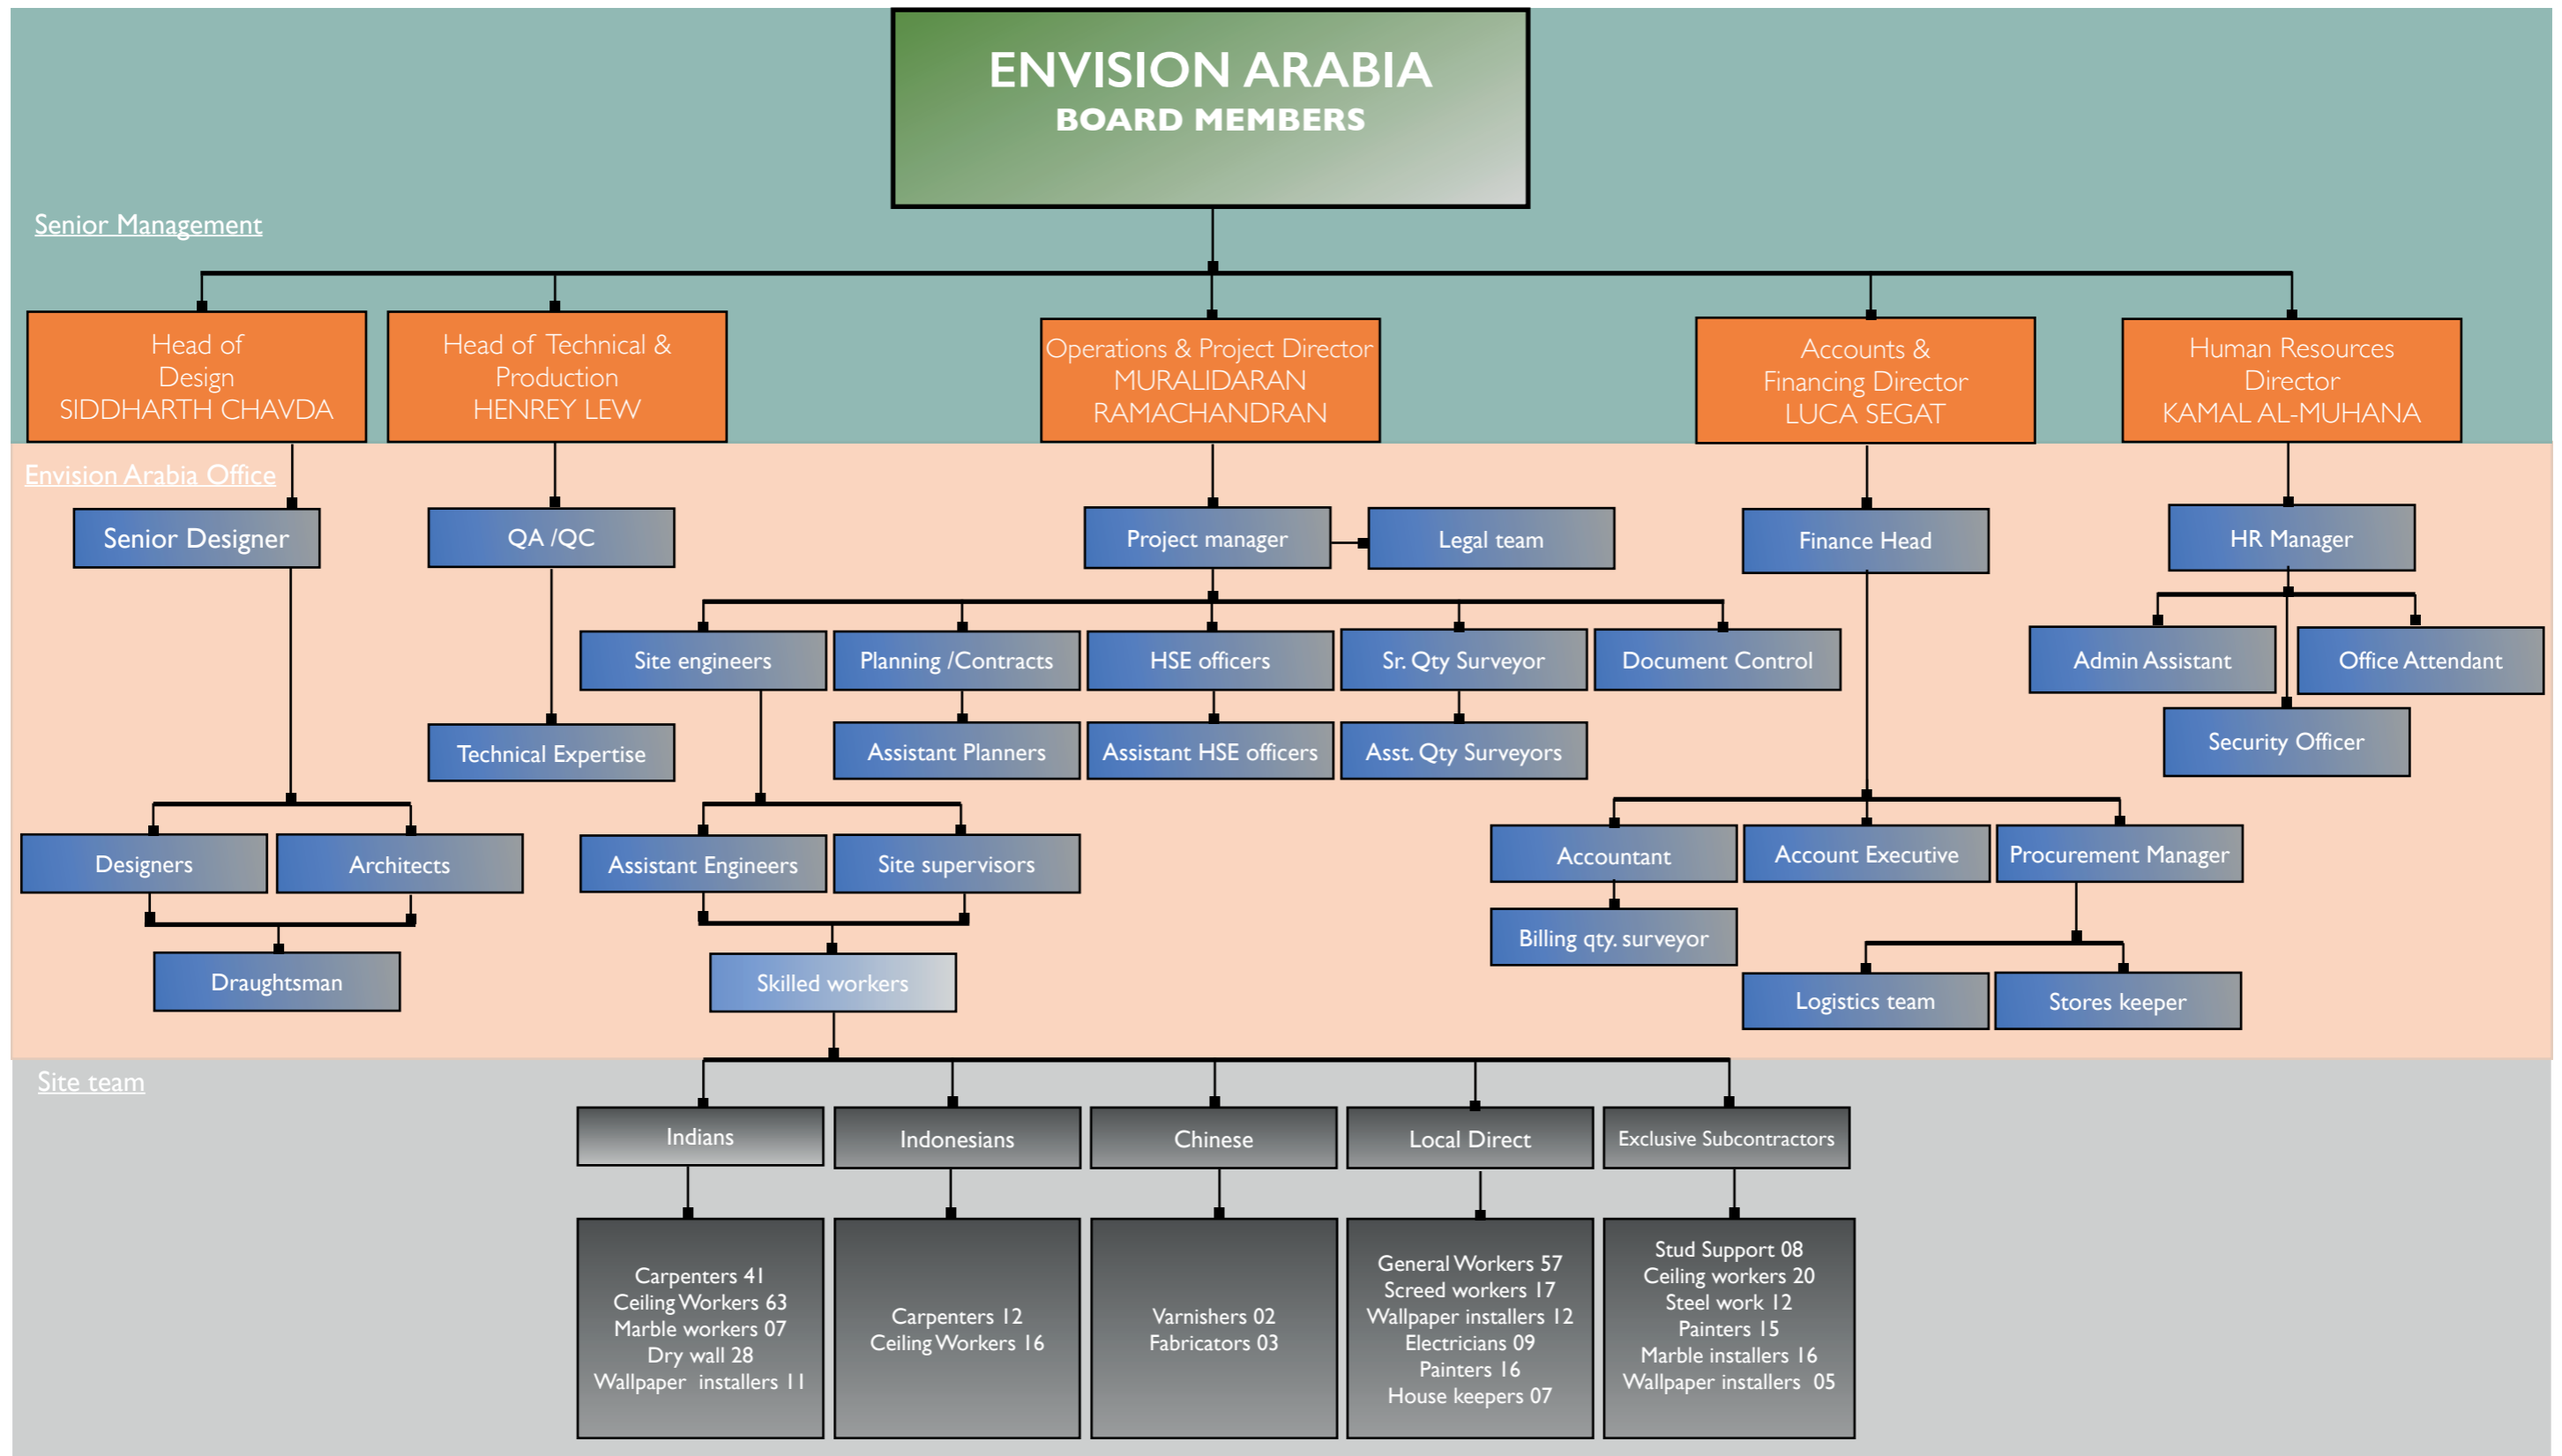 ENVISION ARABIA
BOARD MEMBERS
Senior Management
Head of
Design
SIDDHARTH CHAVDA
Head of Technical &
Production
HENREY LEW
Operations & Project Director
MURALIDARAN
RAMACHANDRAN
Accounts &
Financing Director
LUCA SEGAT
Human Resources
Director
KAMAL AL-MUHANA
Envision Arabia Office
Senior Designer
QA /QC
Project manager
Legal team
Finance Head
HR Manager
Site engineers
Planning /Contracts
HSE officers
Sr. Qty Surveyor
Document Control
Admin Assistant
Office Attendant
Technical Expertise
Assistant Planners
Assistant HSE officers
Asst. Qty Surveyors
Security Officer
Designers
Architects
Assistant Engineers
Site supervisors
Accountant
Account Executive
Procurement Manager
Billing qty. surveyor
Draughtsman
Skilled workers
Logistics team
Stores keeper
Site team
Indians
Indonesians
Chinese
Local Direct
Exclusive Subcontractors
Carpenters 41
Ceiling Workers 63
Marble workers 07
Dry wall 28
Wallpaper installers 11
Carpenters 12
Ceiling Workers 16
Varnishers 02
Fabricators 03
General Workers 57
Screed workers 17
Wallpaper installers 12
Electricians 09
Painters 16
House keepers 07
Stud Support 08
Ceiling workers 20
Steel work 12
Painters 15
Marble installers 16
Wallpaper installers 05